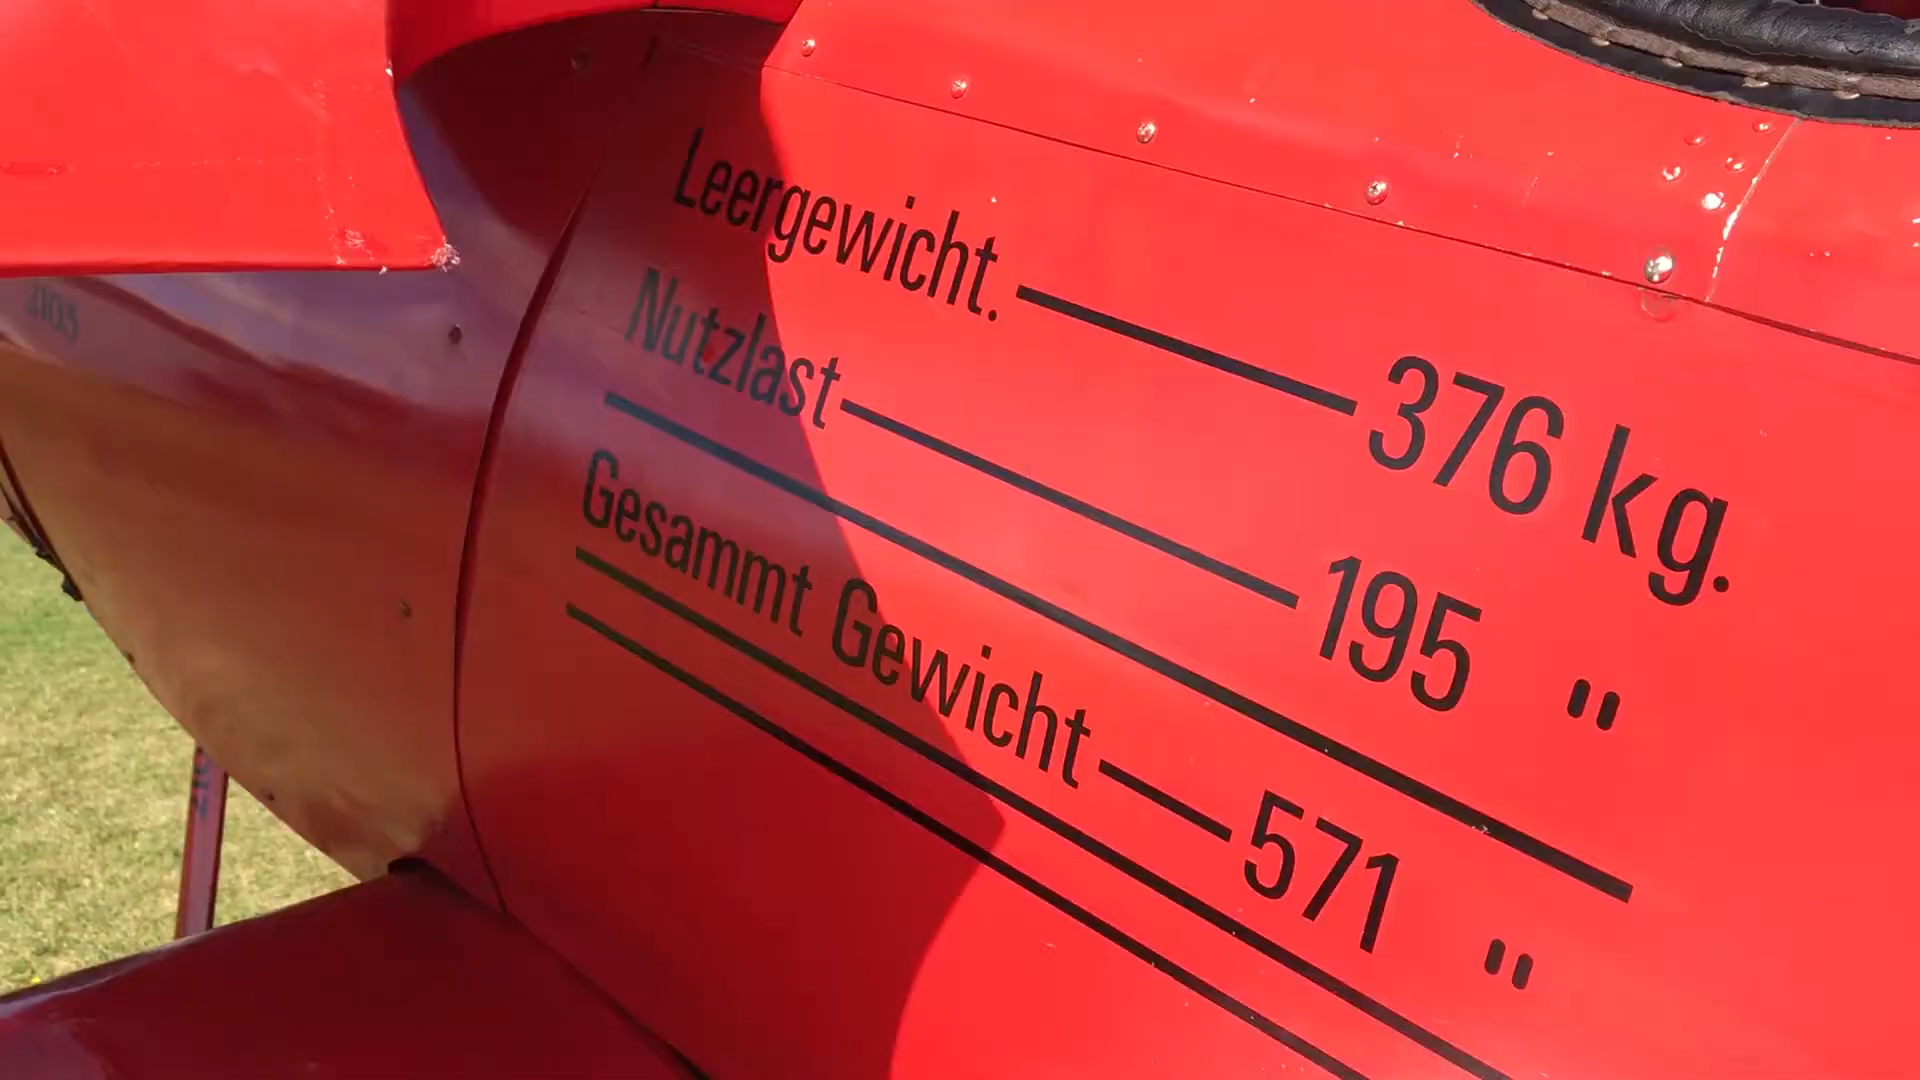 Leergewicht. — 376 kg.
Nutzlast — 195 "
Gesammt Gewicht — 571 "